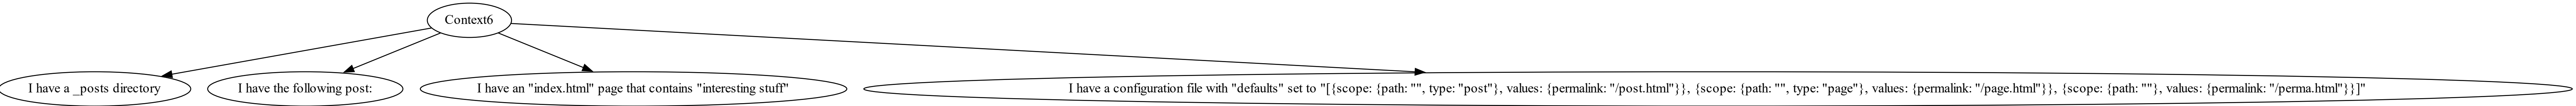 Context6
I have a _posts directory
I have the following post:
I have an "index.html" page that contains "interesting stuff"
I have a configuration file with "defaults" set to "[{scope: {path: "", type: "post"}, values: {permalink: "/post.html"}}, {scope: {path: "", type: "page"}, values: {permalink: "/page.html"}}, {scope: {path: ""}, values: {permalink: "/perma.html"}}]"